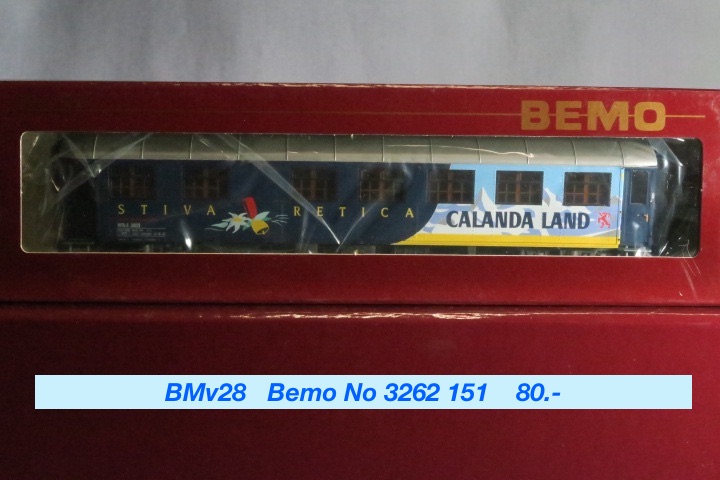 BEMO
STIVA RETICA
CALANDA LAND
BMv28 Bemo No 3262 151 80.-